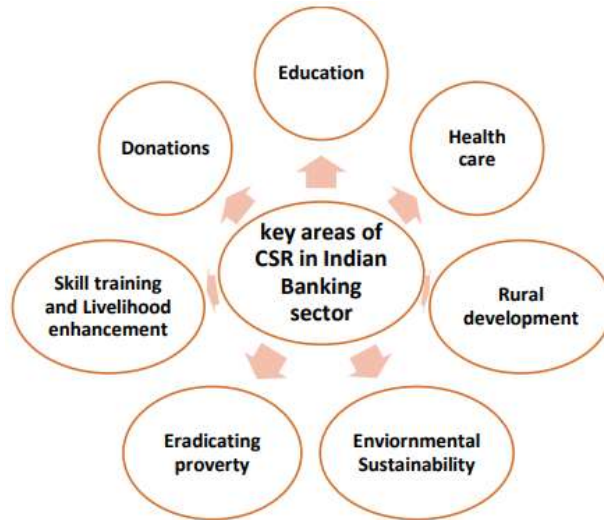 Education
Donations
Health
care
key areas of
CSR in Indian
Banking
sector
Skill training
and Livelihood
enhancement
Rural
development
Eradicating
proverty
Enviornmental
Sustainability